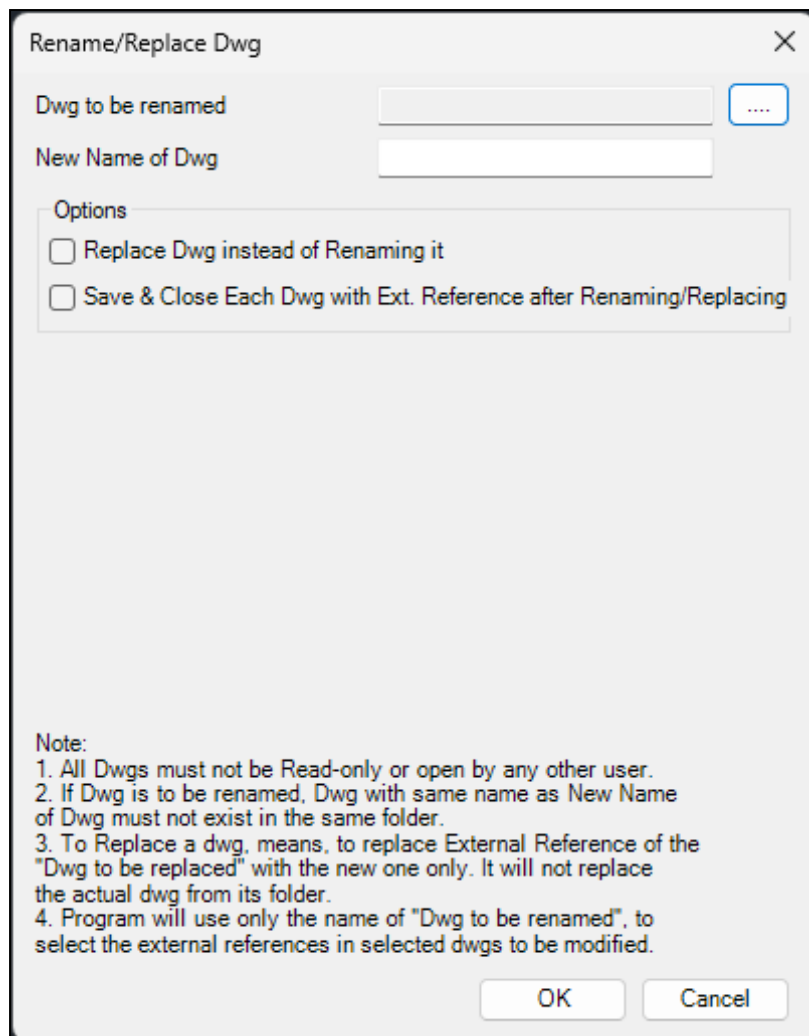 Rename/Replace Dwg
Dwg to be renamed
....
New Name of Dwg
Options
Replace Dwg instead of Renaming it
Save & Close Each Dwg with Ext. Reference after Renaming/Replacing
Note:
1. All Dwgs must not be Read-only or open by any other user.
2. If Dwg is to be renamed, Dwg with same name as New Name
of Dwg must not exist in the same folder.
3. To Replace a dwg, means, to replace External Reference of the
"Dwg to be replaced" with the new one only. It will not replace
the actual dwg from its folder.
4. Program will use only the name of "Dwg to be renamed", to
select the external references in selected dwgs to be modified.
OK
Cancel